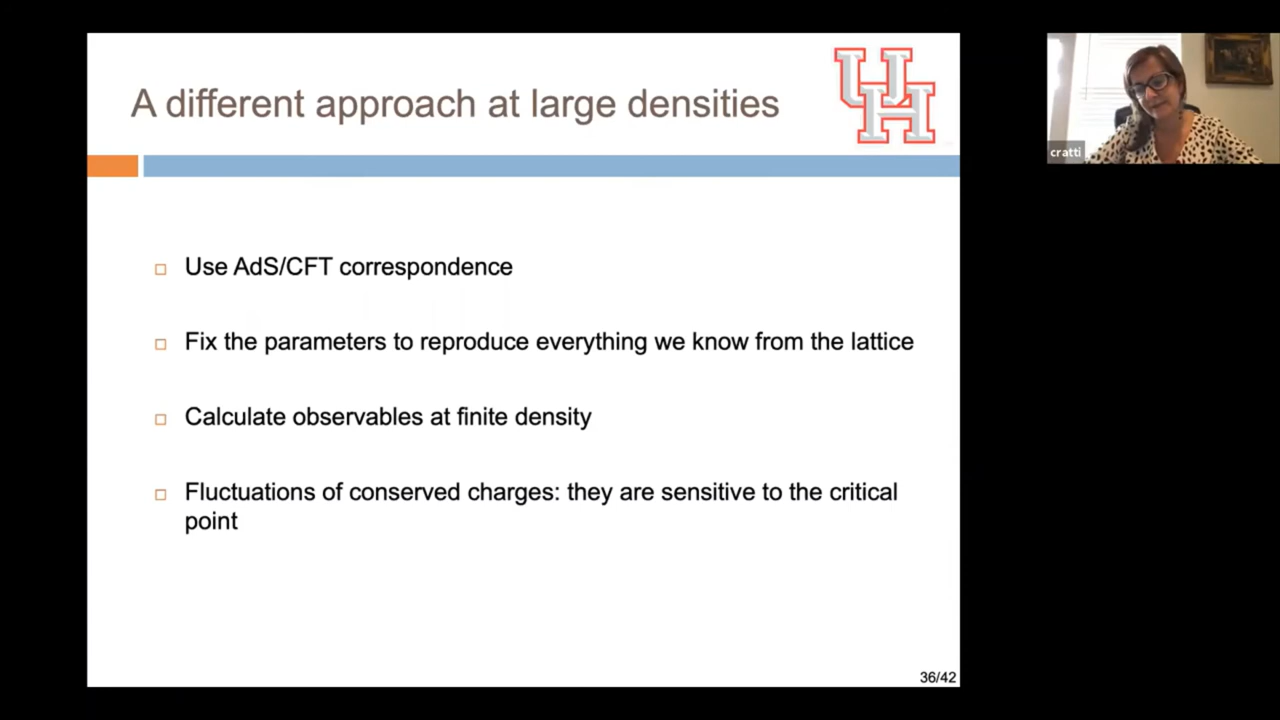 A different approach at large densities
UH
cratti
Use AdS/CFT correspondence
Fix the parameters to reproduce everything we know from the lattice
Calculate observables at finite density
Fluctuations of conserved charges: they are sensitive to the critical
point
36/42